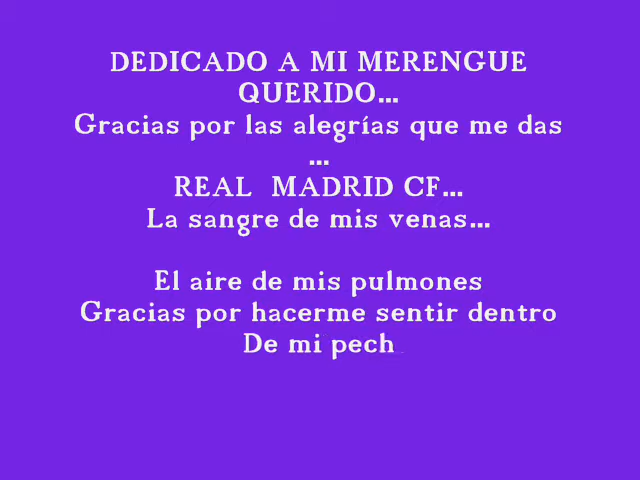 DEDICADO A MI MERENGUE
QUERIDO...
Gracias por las alegrías que me das
...
REAL  MADRID CF...
La sangre de mis venas...
El aire de mis pulmones
Gracias por hacerme sentir dentro
De mi pech